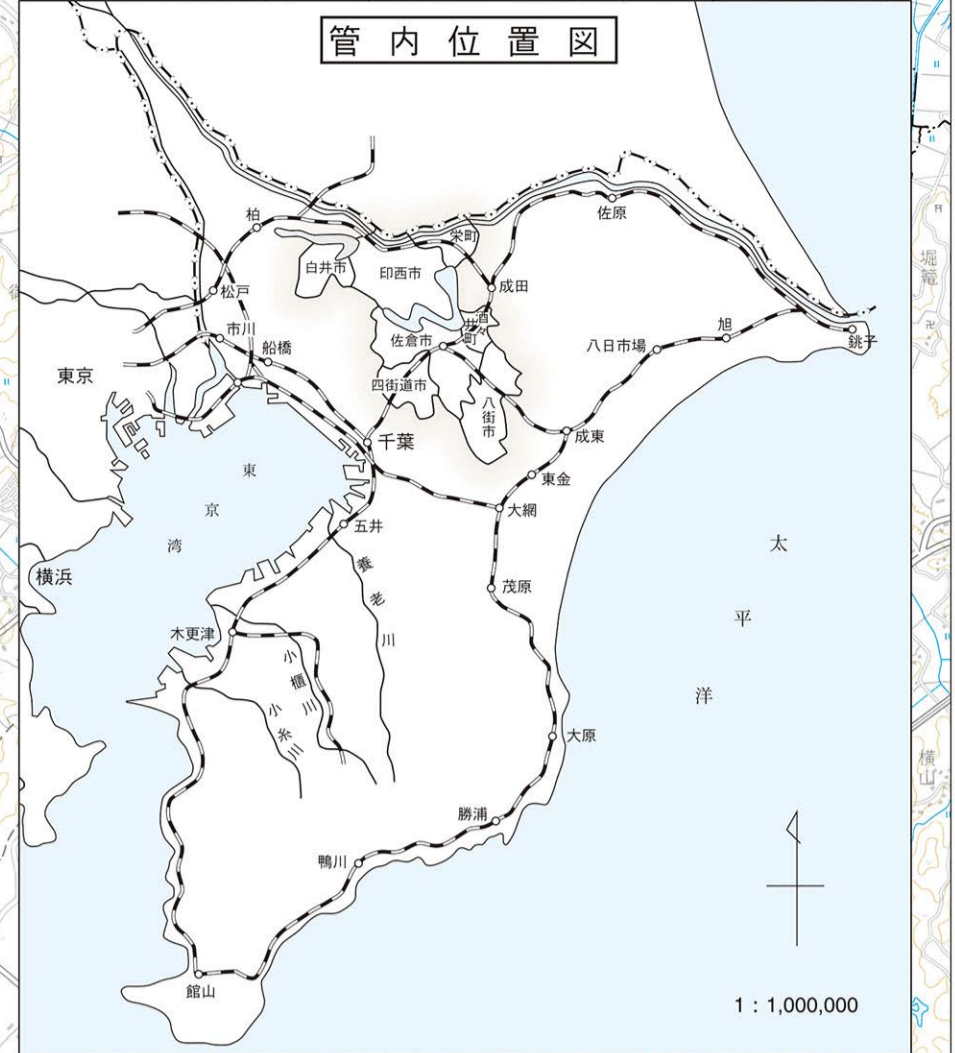 管内位置図
佐原
柏
栄町
白井市
印西市
成田
松戸
酒々井町
市川
佐倉市
船橋
八日市場
旭
銚子
東京
四街道市
八街市
千葉
成東
東金
東京湾
大網
五井
太平洋
養老川
横浜
茂原
木更津
小櫃川
小糸川
大原
勝浦
鴨川
館山
1:1,000,000
堀籠
横山